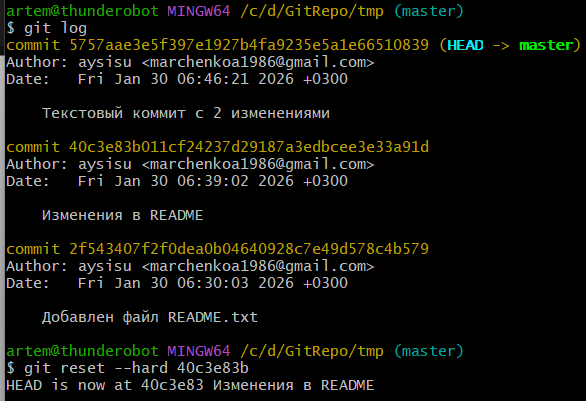 artem@thunderobot MINGW64 /c/d/GitRepo/tmp (master)
$ git log
commit 5757aae3e5f397e1927b4fa9235e5a1e66510839 (HEAD -> master)
Author: aysisu <marchenkoa1986@gmail.com>
Date:   Fri Jan 30 06:46:21 2026 +0300

    Текстовый коммит с 2 изменениями

commit 40c3e83b011cf24237d29187a3edbcee3e33a91d
Author: aysisu <marchenkoa1986@gmail.com>
Date:   Fri Jan 30 06:39:02 2026 +0300

    Изменения в README

commit 2f543407f2f0dea0b04640928c7e49d578c4b579
Author: aysisu <marchenkoa1986@gmail.com>
Date:   Fri Jan 30 06:30:03 2026 +0300

    Добавлен файл README.txt

artem@thunderobot MINGW64 /c/d/GitRepo/tmp (master)
$ git reset --hard 40c3e83b
HEAD is now at 40c3e83 Изменения в README